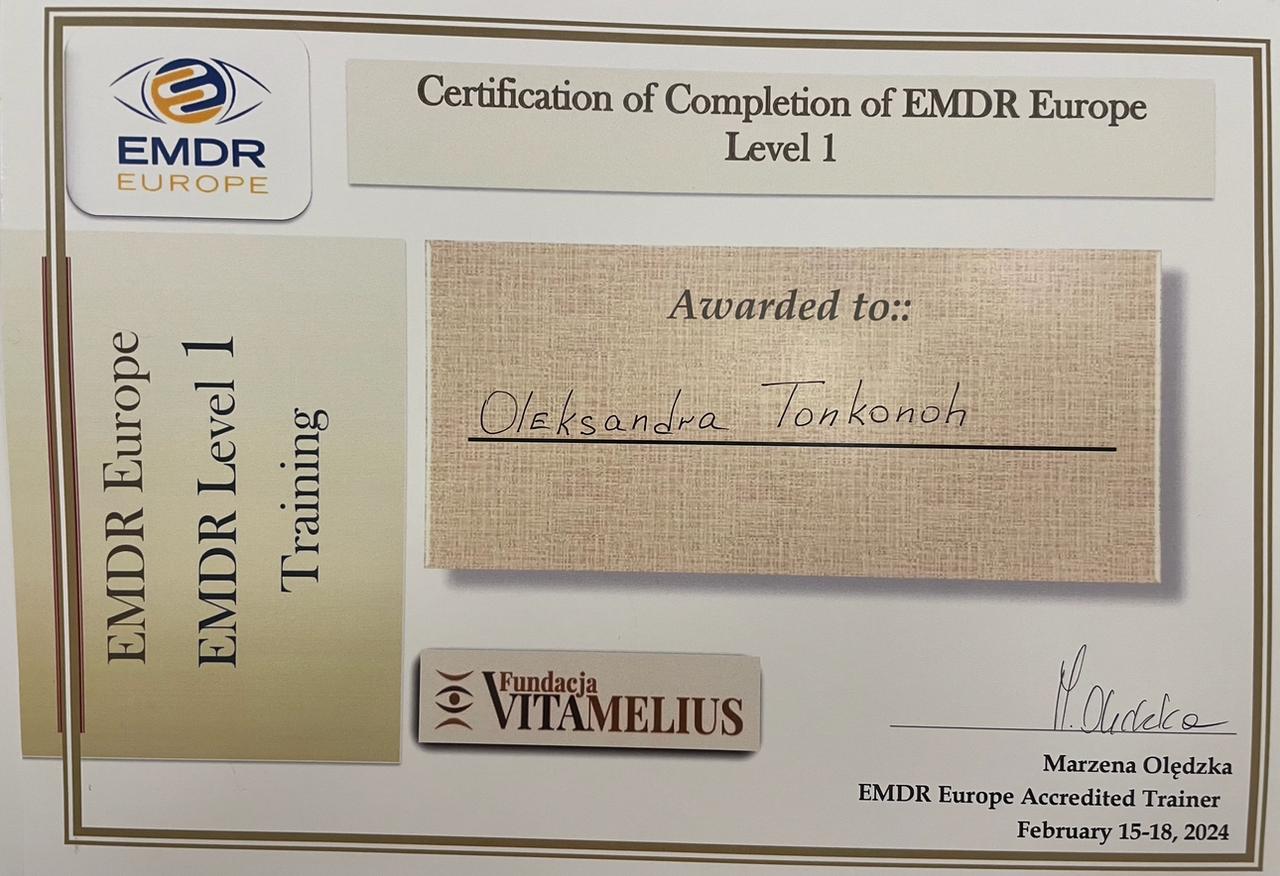 EMDR
EUROPE
Certification of Completion of EMDR Europe
Level 1
EMDR Europe
EMDR Level 1
Training
Awarded to::
Oleksandra Tonkonoh
Fundacja
VITAMELIUS
M. Olędzka
Marzena Olędzka
EMDR Europe Accredited Trainer
February 15-18, 2024